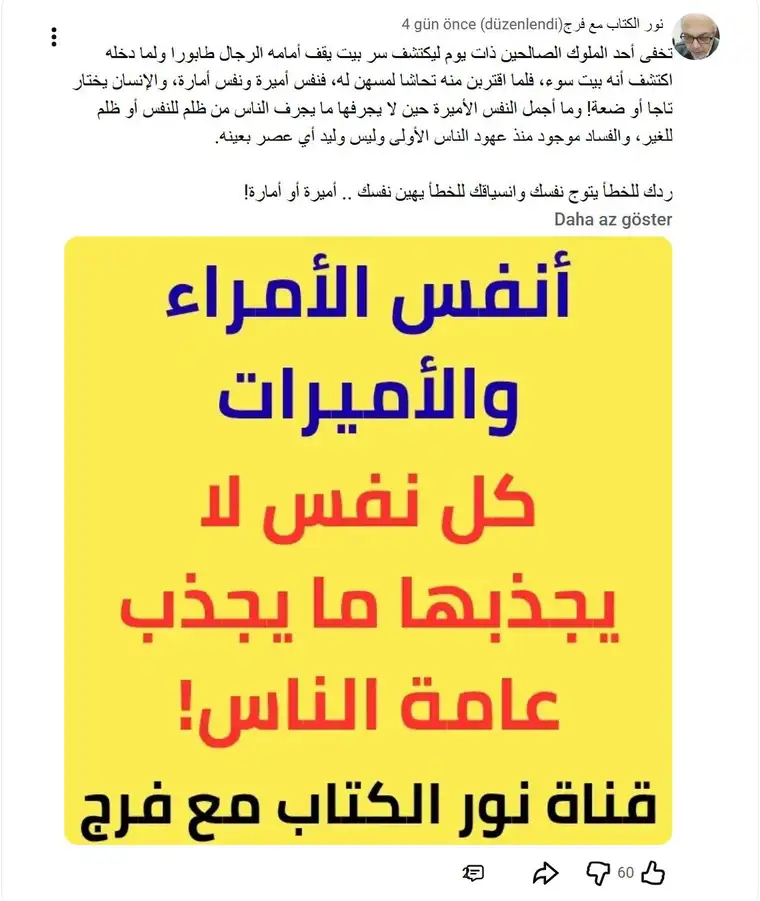 نور الكتاب مع فرج 4 gün önce (düzenlendi)
تخفى أحد الملوك الصالحين ذات يوم ليكتشف سر بيت يقف أمامه الرجال طابورا ولما دخله
اكتشف أنه بيت سوء، فلما اقتربن منه تحاشا لمسهن له، فنفس أميرة ونفس أمارة، والإنسان يختار
تاجا أو ضعة! وما أجمل النفس الأميرة حين لا يجرفها ما يجرف الناس من ظلم للنفس أو ظلم
للغير، والفساد موجود منذ عهود الناس الأولى وليس وليد أي عصر بعينه.
ردك للخطأ يتوج نفسك وانسياقك للخطأ يهين نفسك .. أميرة أو أمارة!
Daha az göster
أنفس الأمراء
والأميرات
كل نفس لا
يجذبها ما يجذب
عامة الناس!
قناة نور الكتاب مع فرج
60
2